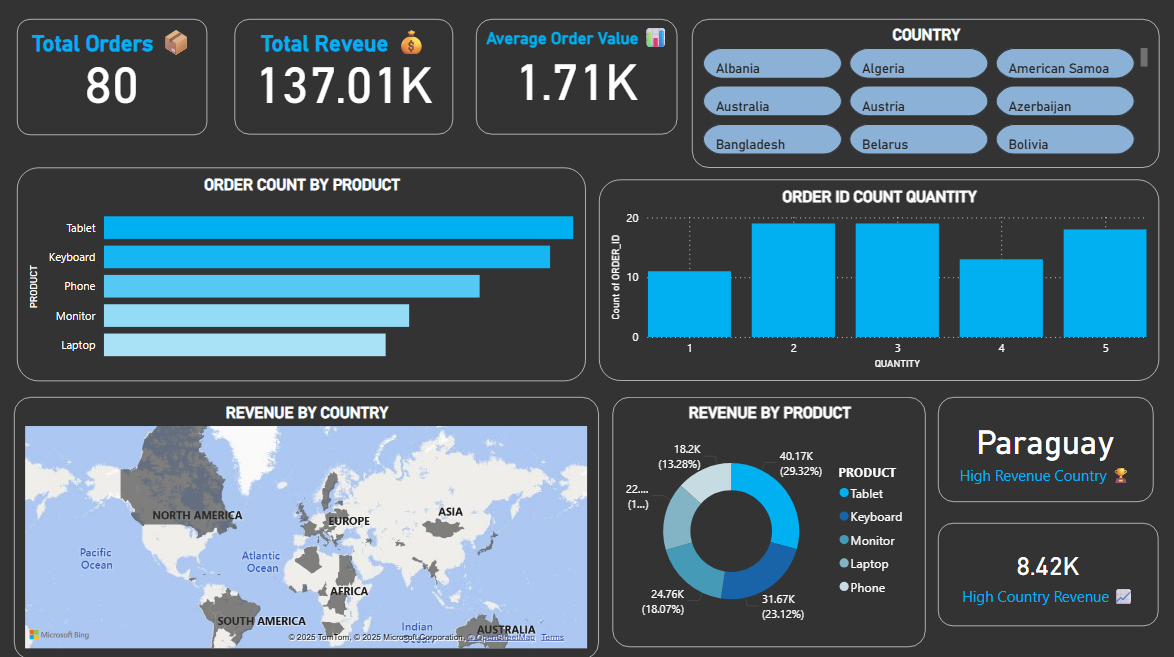 Total Orders 📦
80
Total Reveue 💰
137.01K
Average Order Value 📊
1.71K
COUNTRY
Albania
Algeria
American Samoa
Australia
Austria
Azerbaijan
Bangladesh
Belarus
Bolivia
ORDER COUNT BY PRODUCT
PRODUCT
Tablet
Keyboard
Phone
Monitor
Laptop
ORDER ID COUNT QUANTITY
Count of ORDER_ID
20
10
0
1
2
3
4
5
QUANTITY
REVENUE BY COUNTRY
NORTH AMERICA
EUROPE
ASIA
Pacific
Ocean
Atlantic
Ocean
AFRICA
SOUTH AMERICA
Indian
Ocean
AUSTRALIA
Microsoft Bing
© 2025 TomTom, © 2025 Microsoft Corporation, © OpenStreetMap Terms
REVENUE BY PRODUCT
18.2K
(13.28%)
40.17K
(29.32%)
22....
(1...)
24.76K
(18.07%)
31.67K
(23.12%)
PRODUCT
Tablet
Keyboard
Monitor
Laptop
Phone
Paraguay
High Revenue Country 🏆
8.42K
High Country Revenue 📈